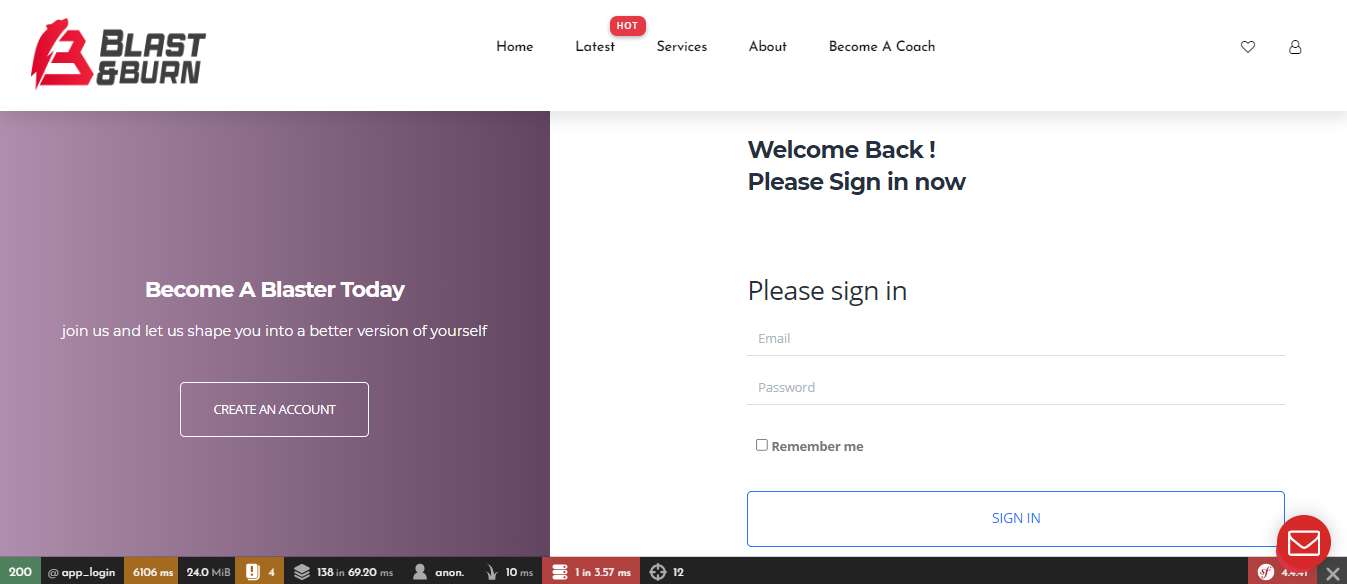 BLAST
&BURN
Home
Latest
HOT
Services
About
Become A Coach
Become A Blaster Today
join us and let us shape you into a better version of yourself
CREATE AN ACCOUNT
Welcome Back !
Please Sign in now
Please sign in
Email
Password
Remember me
SIGN IN
200 @ app_login 6106 ms 24.0 MiB 4 138 in 69.20 ms anon. 10 ms 1 in 3.57 ms 12